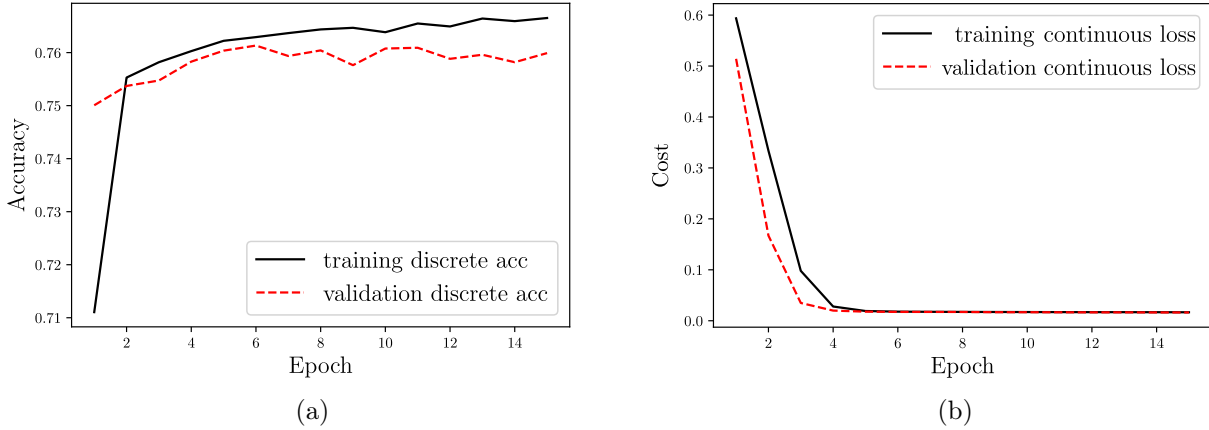 0.76
0.75
0.74
0.73
0.72
0.71
Accuracy
training discrete acc
validation discrete acc
2 4 6 8 10 12 14
Epoch
(a)
0.6
0.5
0.4
0.3
0.2
0.1
0.0
Cost
training continuous loss
validation continuous loss
2 4 6 8 10 12 14
Epoch
(b)